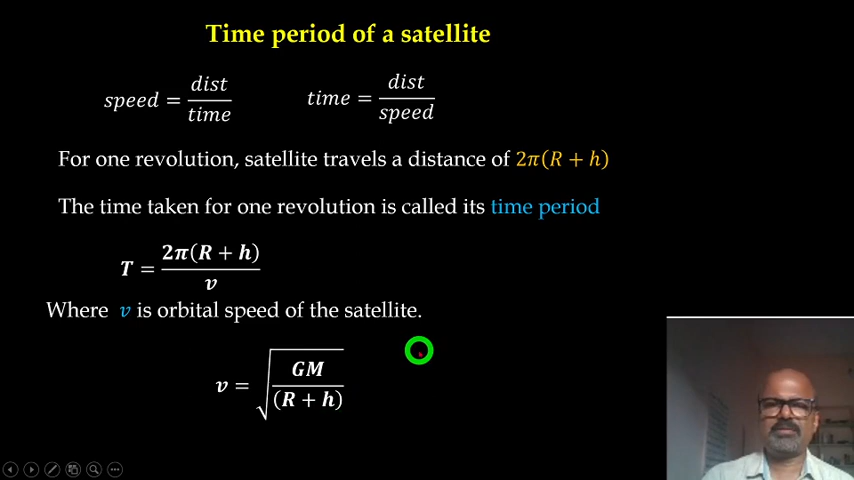 Time period of a satellite
speed = dist/time time = dist/speed
For one revolution, satellite travels a distance of 2π(R + h)
The time taken for one revolution is called its time period
T = 2π(R + h)/v
Where v is orbital speed of the satellite.
v = √(GM/(R + h))